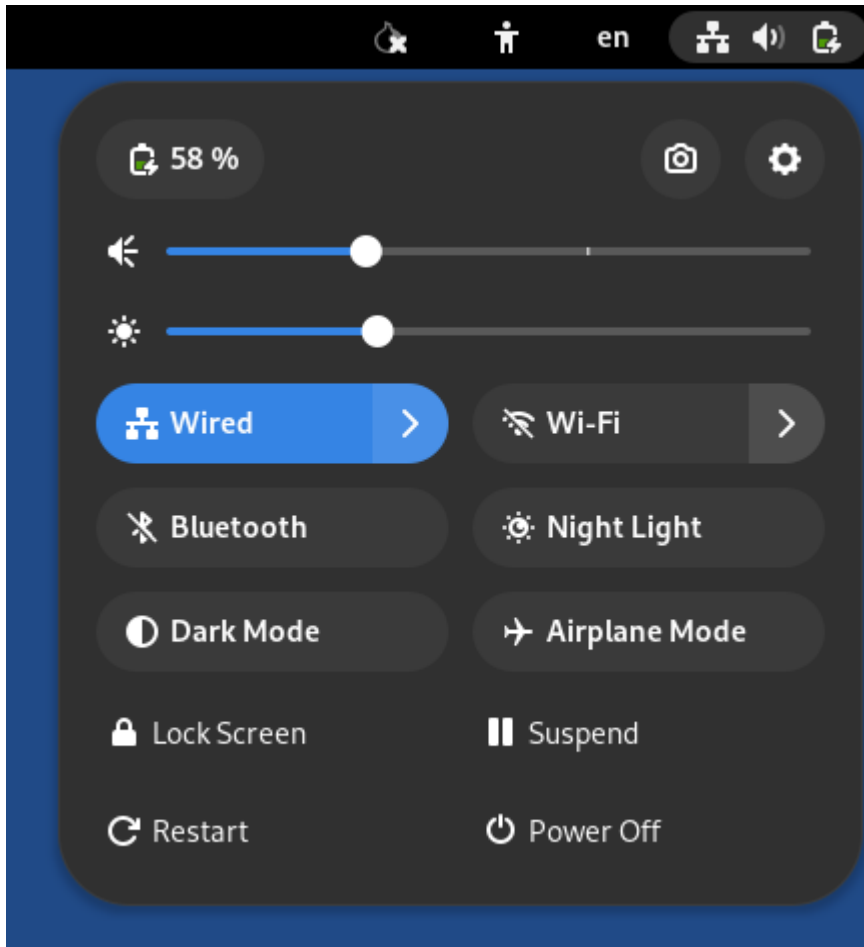 en
58 %
Wired
Wi-Fi
Bluetooth
Night Light
Dark Mode
Airplane Mode
Lock Screen
Suspend
Restart
Power Off